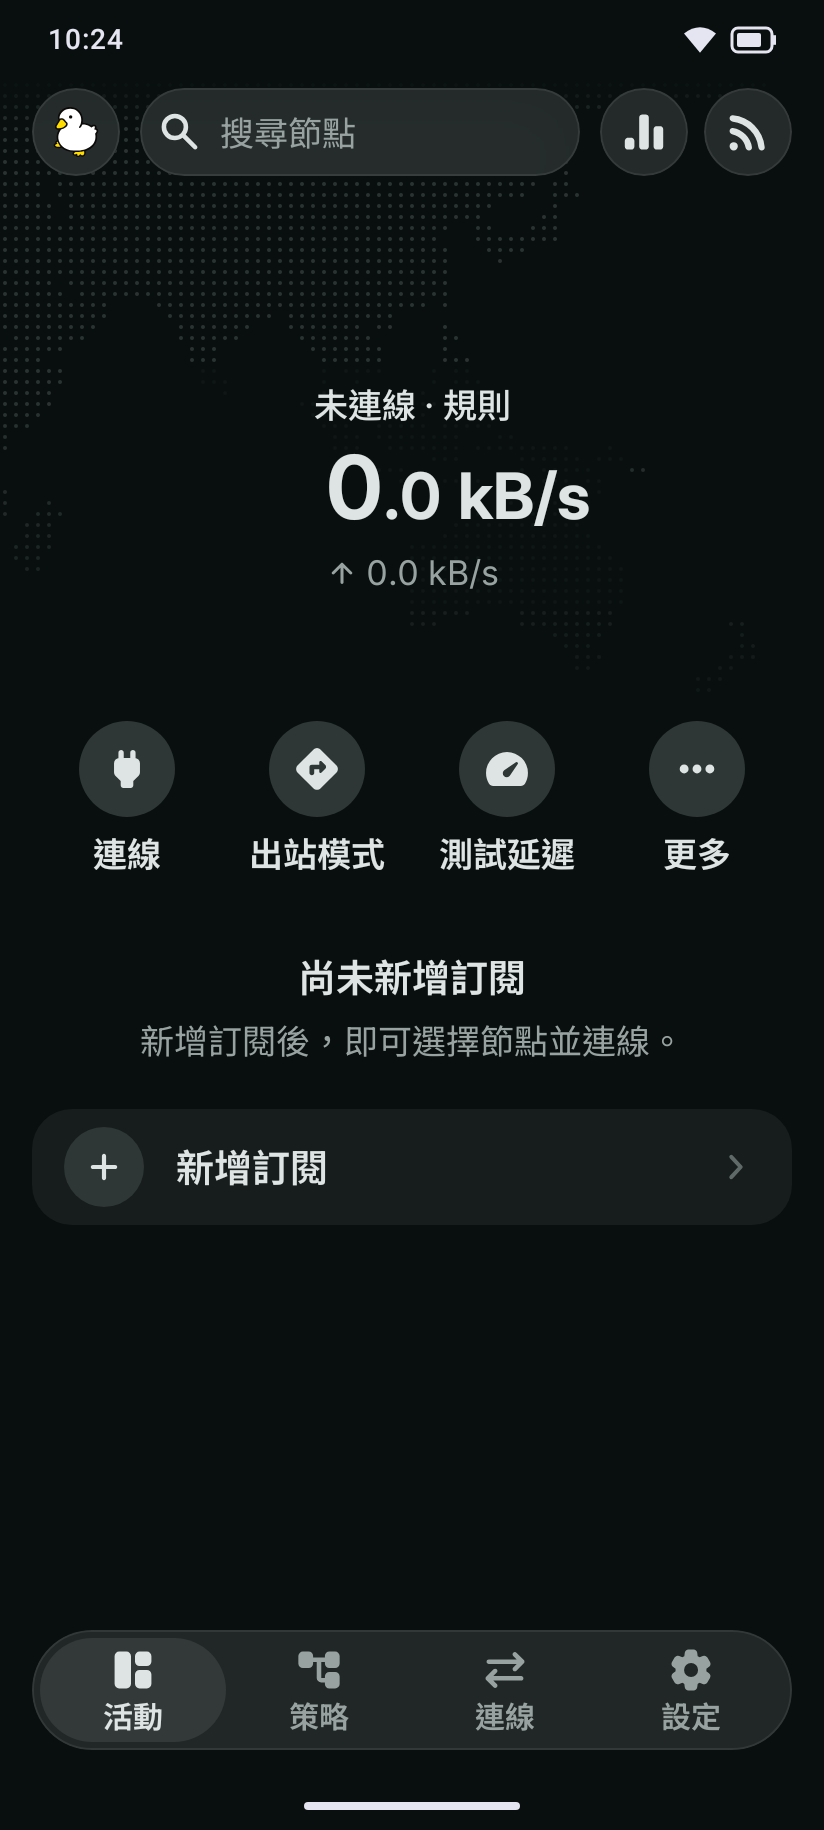 10:24
搜尋節點
未連線 · 規則
0.0 kB/s
↑ 0.0 kB/s
連線
出站模式
測試延遲
更多
尚未新增訂閱
新增訂閱後，即可選擇節點並連線。
新增訂閱
活動
策略
連線
設定